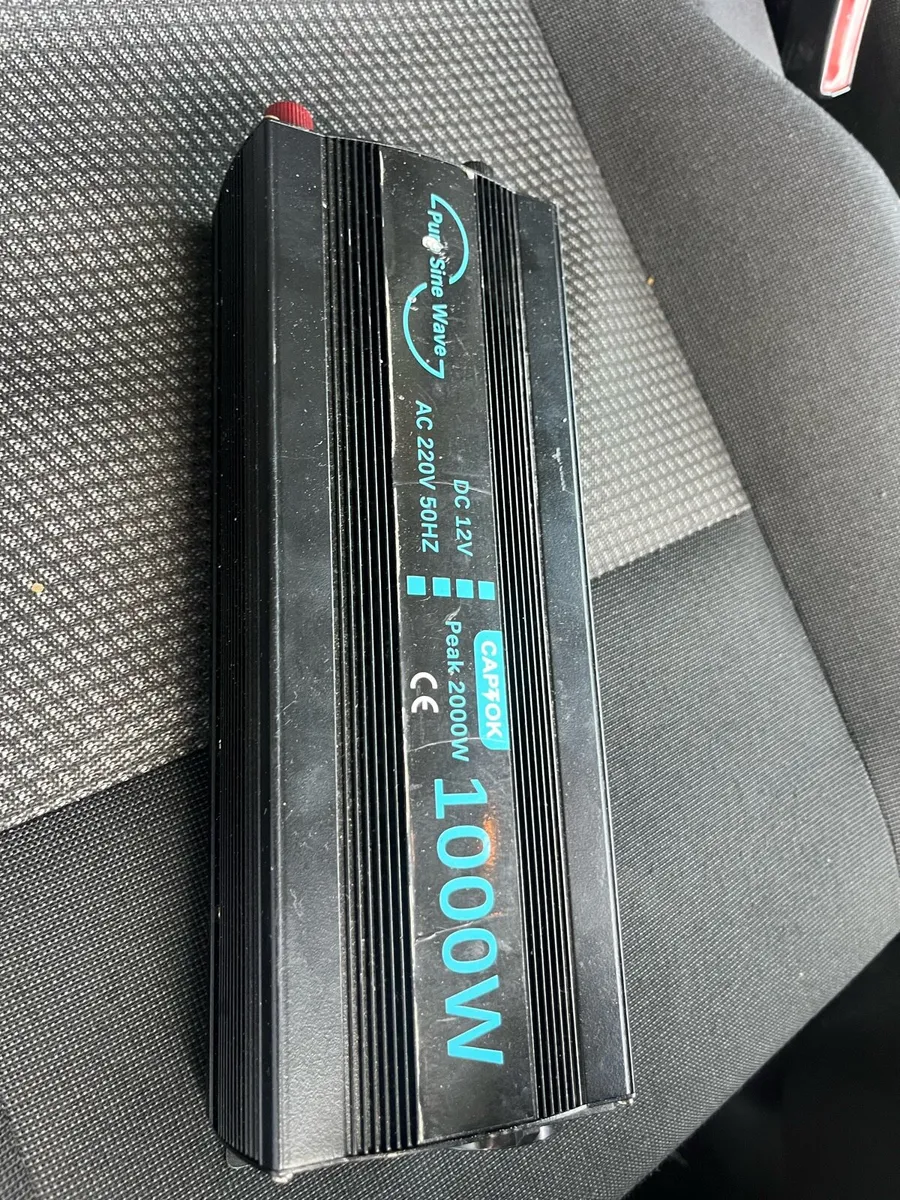 CAPTOK
1000W
Peak 2000W
CE
DC 12V
AC 220V 50HZ
Pure Sine Wave